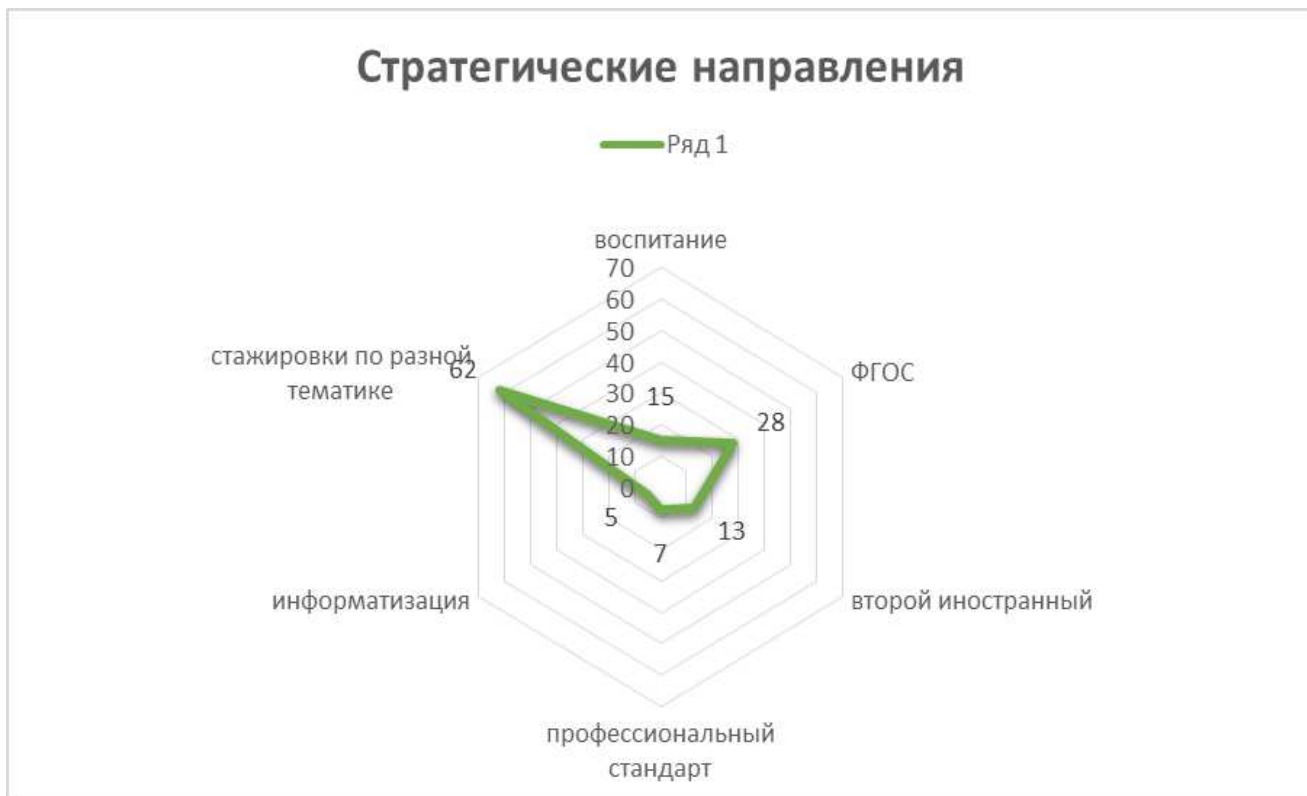 Стратегические направления
Ряд 1
воспитание
70
60
50
40
30
20
10
0
15
ФГОС
28
второй иностранный
13
профессиональный
стандарт
7
информатизация
5
стажировки по разной
тематике
62